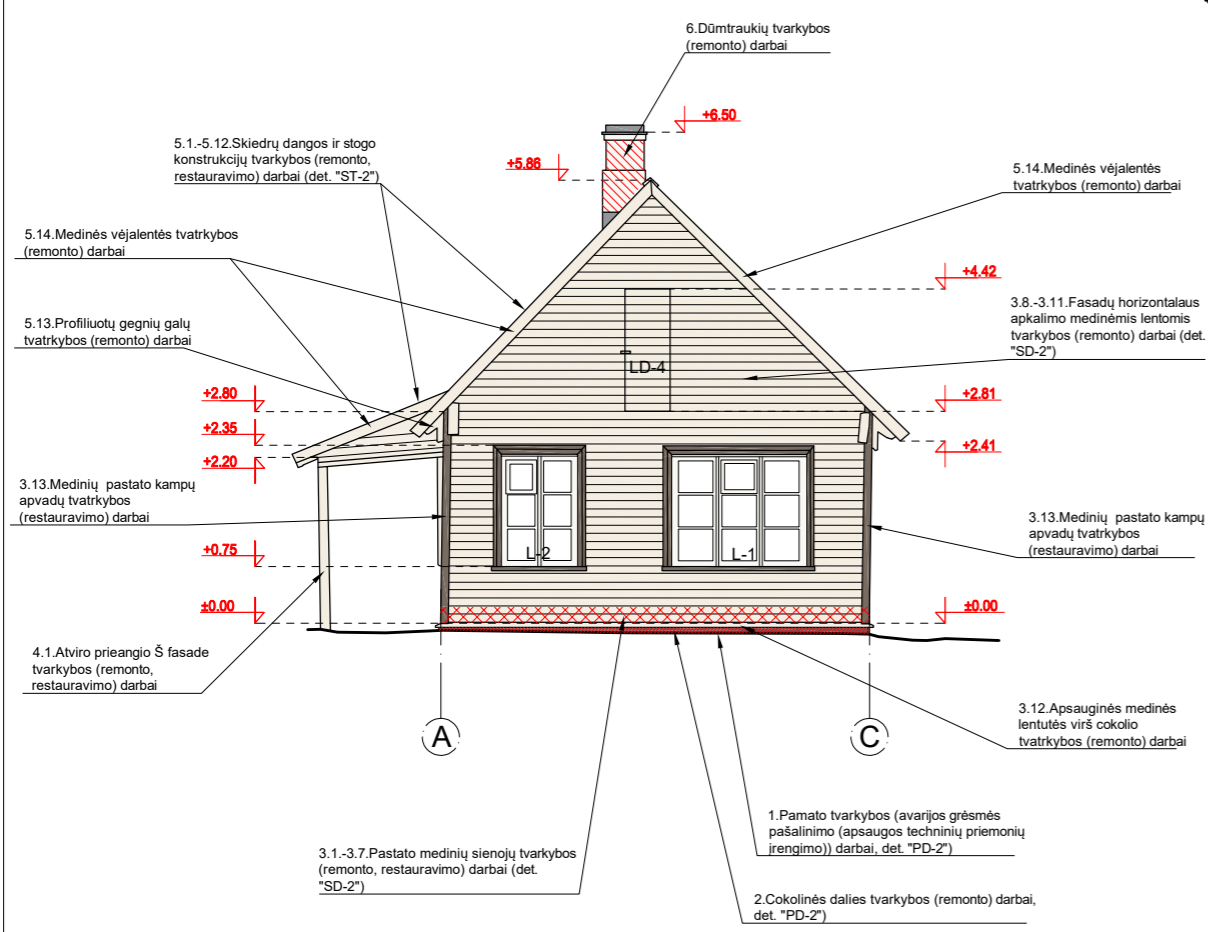 6.Dūmtraukių tvarkybos
(remonto) darbai
+6.50
5.1.-5.12.Skiedrų dangos ir stogo
konstrukcijų tvarkybos (remonto,
restauravimo) darbai (det. "ST-2")
+5.86
5.14.Medinės vėjalentės
tvatrkybos (remonto) darbai
5.14.Medinės vėjalentės tvatrkybos
(remonto) darbai
+4.42
3.8.-3.11.Fasadų horizontalaus
apkalimo medinėmis lentomis
tvarkybos (remonto) darbai (det.
"SD-2")
5.13.Profiliuotų gegnių galų
tvatrkybos (remonto) darbai
LD-4
+2.80
+2.81
+2.35
+2.41
+2.20
3.13.Medinių pastato kampų
apvadų tvatrkybos
(restauravimo) darbai
3.13.Medinių pastato kampų
apvadų tvatrkybos
(restauravimo) darbai
+0.75
L-2
L-1
±0.00
±0.00
4.1.Atviro prieangio Š fasade
tvarkybos (remonto,
restauravimo) darbai
3.12.Apsauginės medinės
lentutės virš cokolio
tvatrkybos (remonto) darbai
A
C
1.Pamato tvarkybos (avarijos grėsmės
pašalinimo (apsaugos techninių priemonių
įrengimo)) darbai, det. "PD-2")
3.1.-3.7.Pastato medinių sienojų tvarkybos
(remonto, restauravimo) darbai (det.
"SD-2")
2.Cokolinės dalies tvarkybos (remonto) darbai,
det. "PD-2")